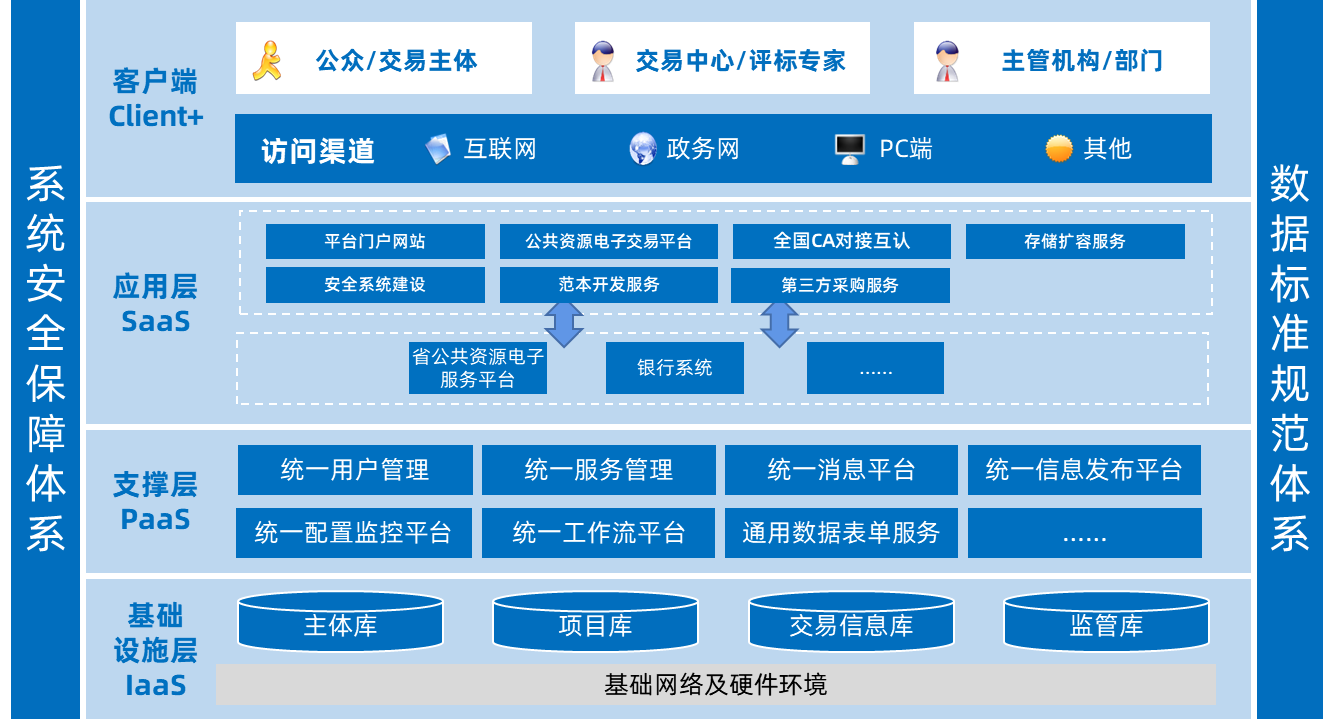 系统安全保障体系
客户端
Client+
公众/交易主体
交易中心/评标专家
主管机构/部门
访问渠道
互联网
政务网
PC端
其他
应用层
SaaS
平台门户网站
公共资源电子交易平台
全国CA对接互认
存储扩容服务
安全系统建设
范本开发服务
第三方采购服务
省公共资源电子
服务平台
银行系统
......
支撑层
PaaS
统一用户管理
统一服务管理
统一消息平台
统一信息发布平台
统一配置监控平台
统一工作流平台
通用数据表单服务
......
基础
设施层
IaaS
主体库
项目库
交易信息库
监管库
基础网络及硬件环境
数据标准规范体系